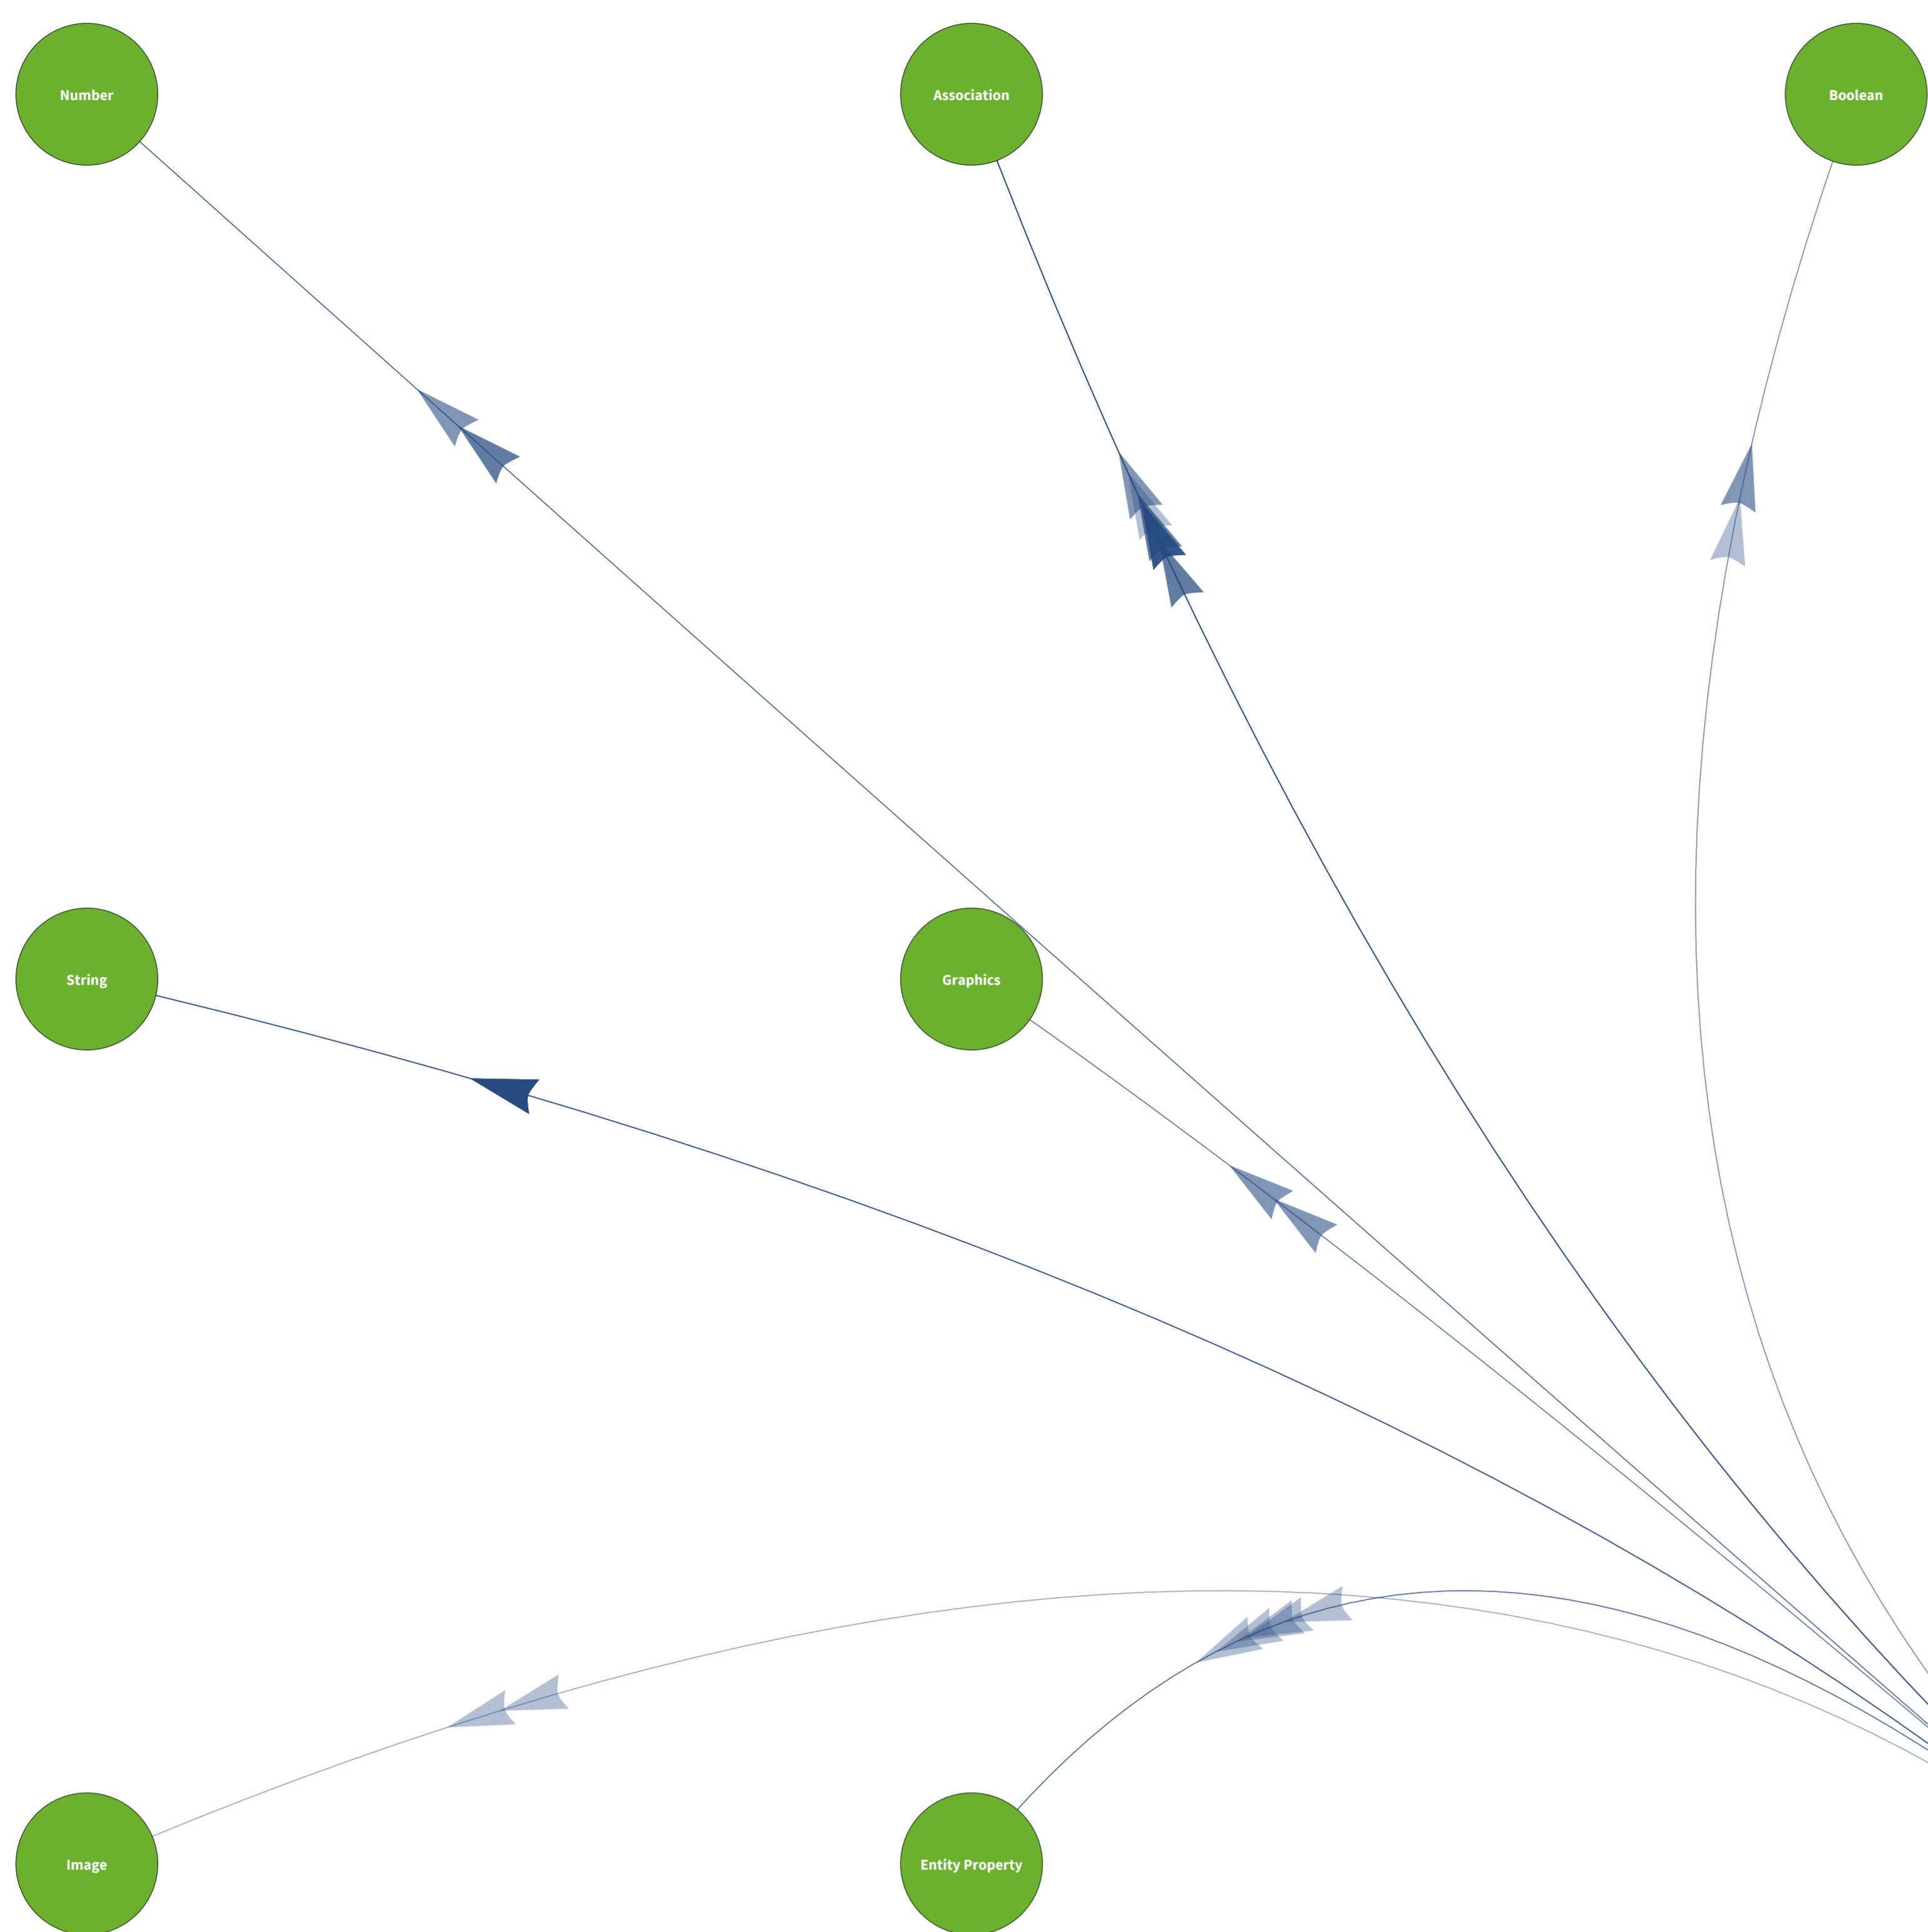 Number
Association
Boolean
String
Graphics
Image
Entity Property